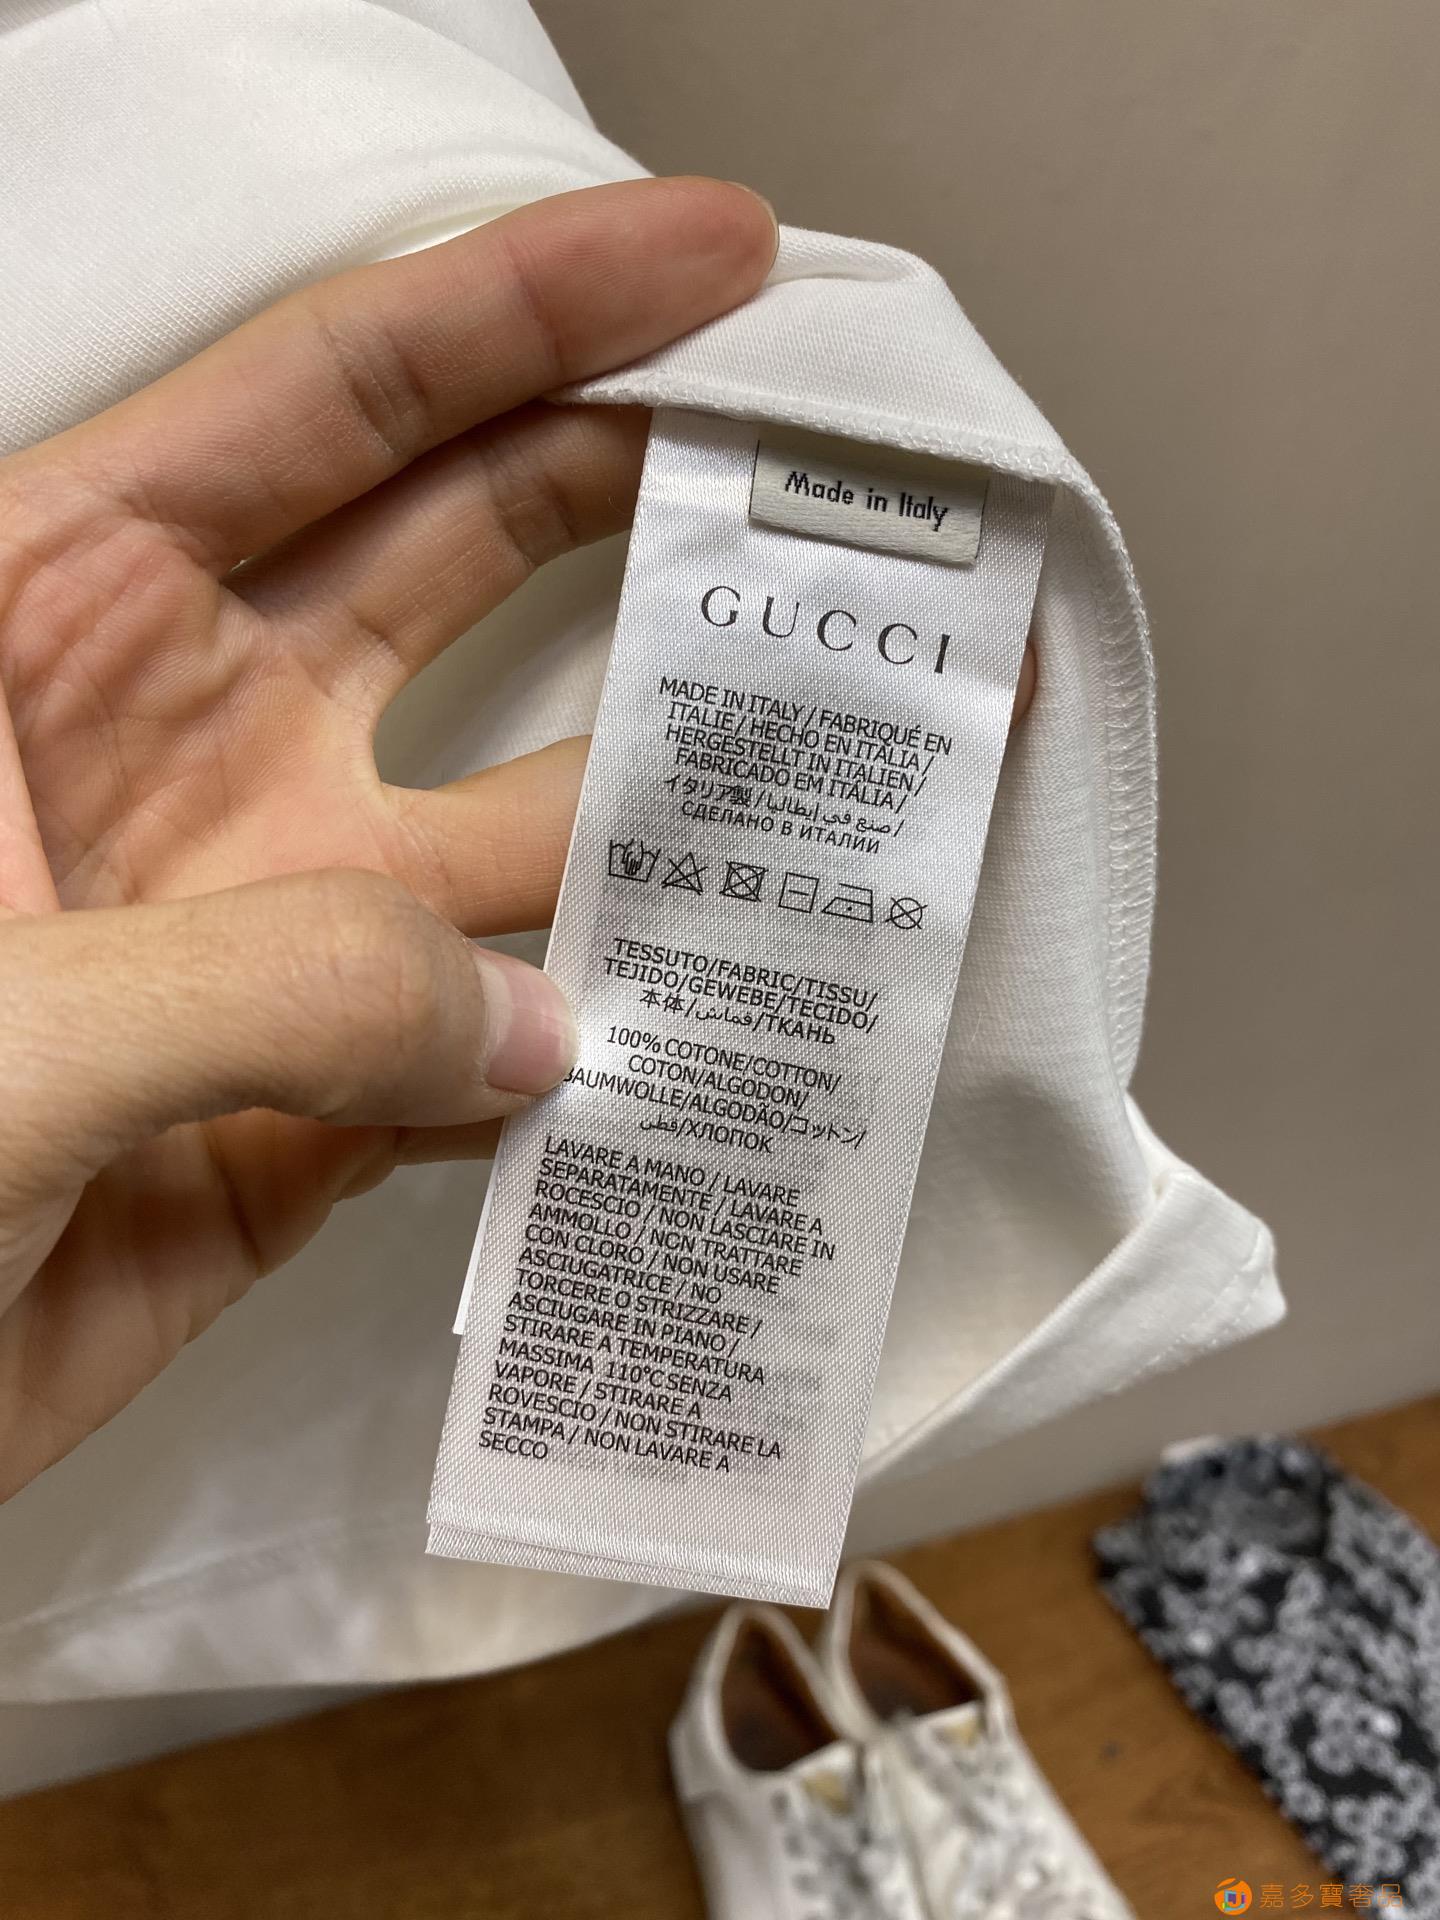 Made in Italy
GUCCI
MADE IN ITALY / FABRIQUÉ EN
ITALIE / HECHO EN ITALIA /
HERGESTELLT IN ITALIEN /
FABRICADO EM ITÁLIA /
イタリア製 / صنع في إيطاليا /
СДЕЛАНО В ИТАЛИИ
TESSUTO/FABRIC/TISSU/
TEJIDO/GEWEBE/TECIDO/
本体/قماش/ТКАНЬ
100% COTONE/COTTON/
COTON/ALGODON/
BAUMWOLLE/ALGODÃO/コットン/
قطن/ХЛОПОК
LAVARE A MANO / LAVARE
SEPARATAMENTE / LAVARE A
ROCESCIO / NON LASCIARE IN
AMMOLLO / NON TRATTARE
CON CLORO / NON USARE
ASCIUGATRICE / NO
TORCERE O STRIZZARE /
ASCIUGARE IN PIANO /
STIRARE A TEMPERATURA
MASSIMA 110°C SENZA
VAPORE / STIRARE A
ROVESCIO / NON STIRARE LA
STAMPA / NON LAVARE A
SECCO
嘉多寶奢品